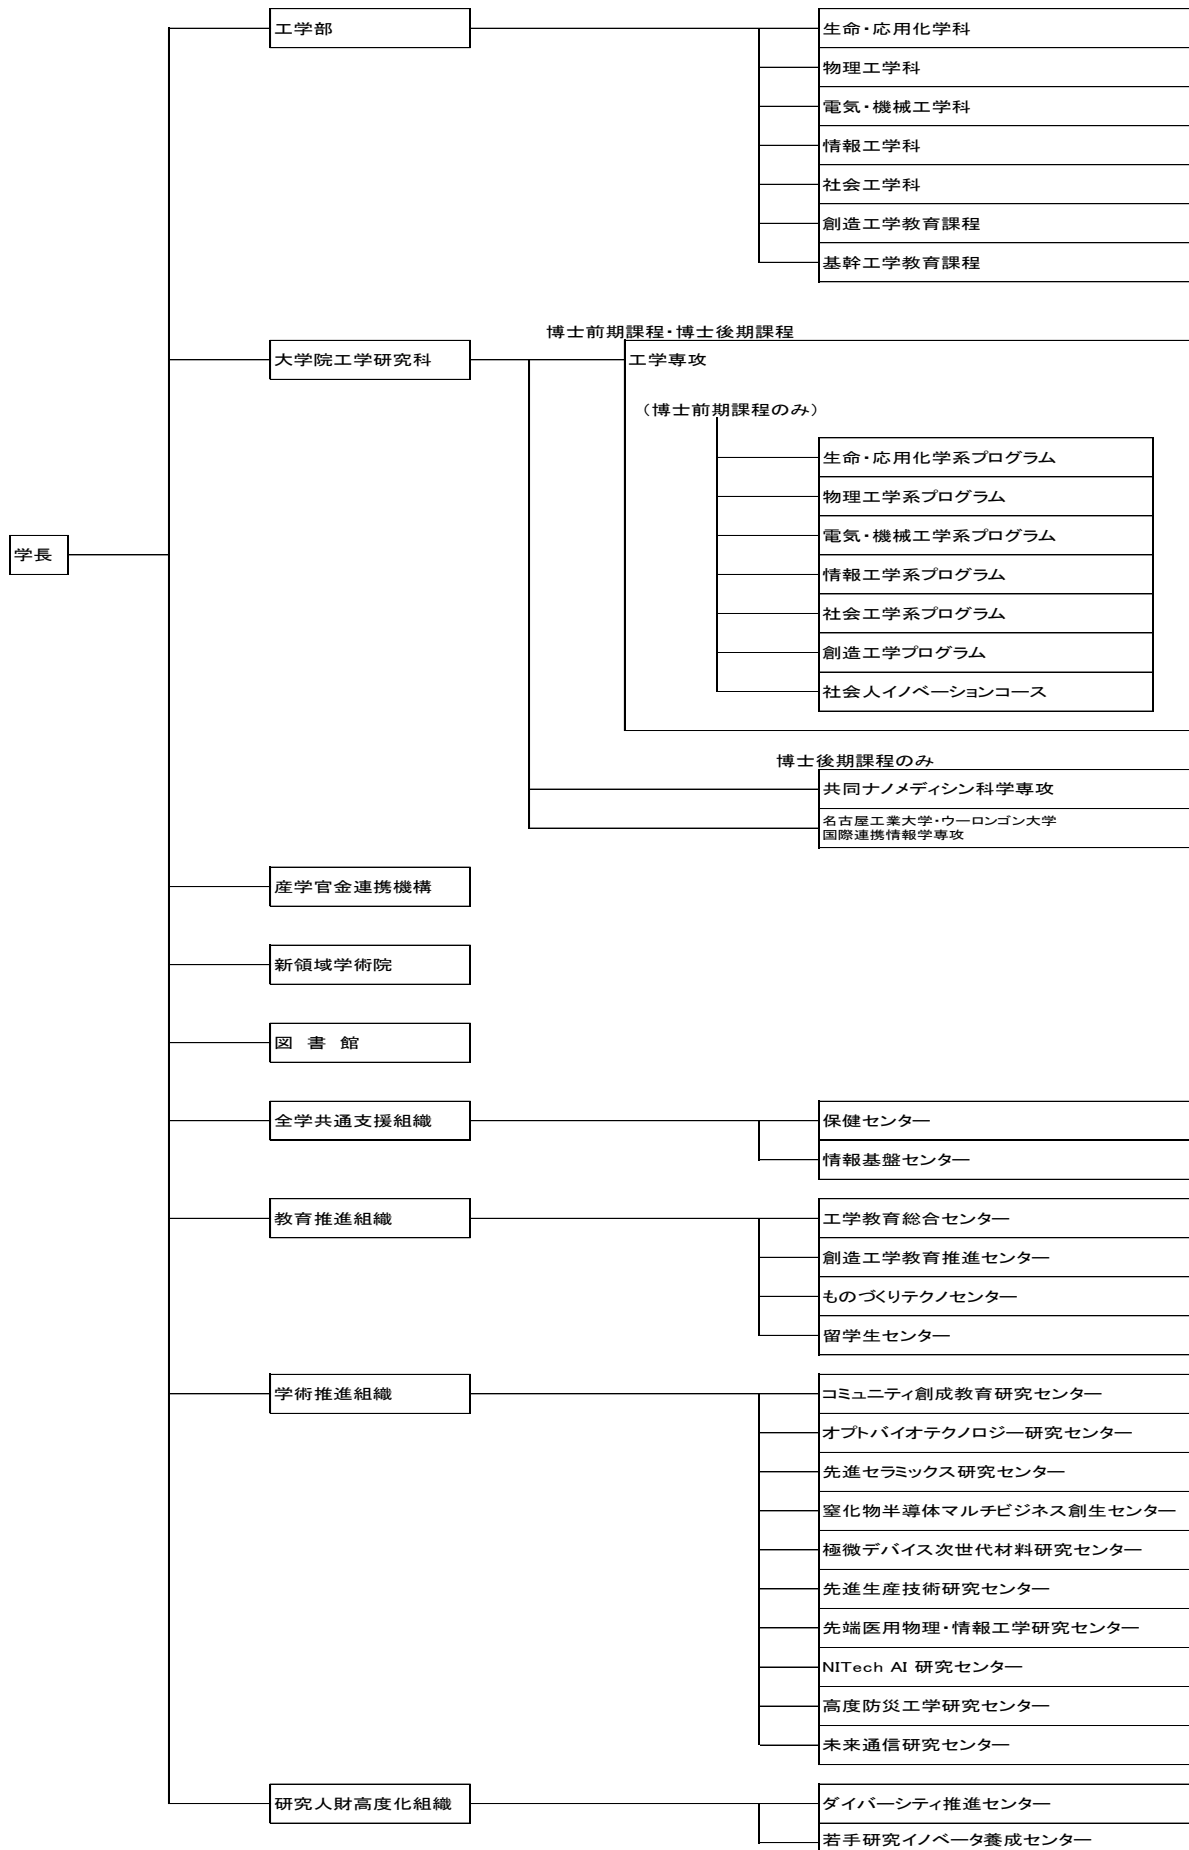 工学部
生命・応用化学科
物理工学科
電気・機械工学科
情報工学科
社会工学科
創造工学教育課程
基幹工学教育課程
博士前期課程・博士後期課程
大学院工学研究科
工学専攻
（博士前期課程のみ）
生命・応用化学系プログラム
物理工学系プログラム
電気・機械工学系プログラム
学長
情報工学系プログラム
社会工学系プログラム
創造工学プログラム
社会人イノベーションコース
博士後期課程のみ
共同ナノメディシン科学専攻
名古屋工業大学・ウーロンゴン大学
国際連携情報学専攻
産学官金連携機構
新領域学術院
図 書 館
全学共通支援組織
保健センター
情報基盤センター
教育推進組織
工学教育総合センター
創造工学教育推進センター
ものづくりテクノセンター
留学生センター
学術推進組織
コミュニティ創成教育研究センター
オプトバイオテクノロジー研究センター
先進セラミックス研究センター
窒化物半導体マルチビジネス創生センター
極微デバイス次世代材料研究センター
先進生産技術研究センター
先端医用物理・情報工学研究センター
NITech AI 研究センター
高度防災工学研究センター
未来通信研究センター
研究人財高度化組織
ダイバーシティ推進センター
若手研究イノベータ養成センター